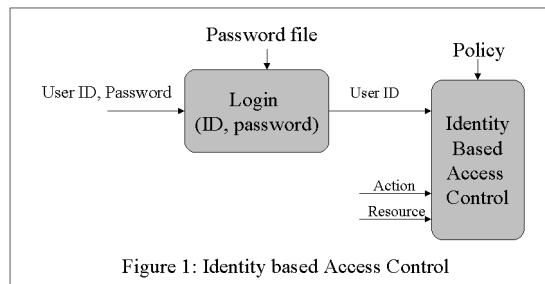 Password file
Policy
User ID, Password
Login
(ID, password)
User ID
Identity
Based
Access
Control
Action
Resource
Figure 1: Identity based Access Control